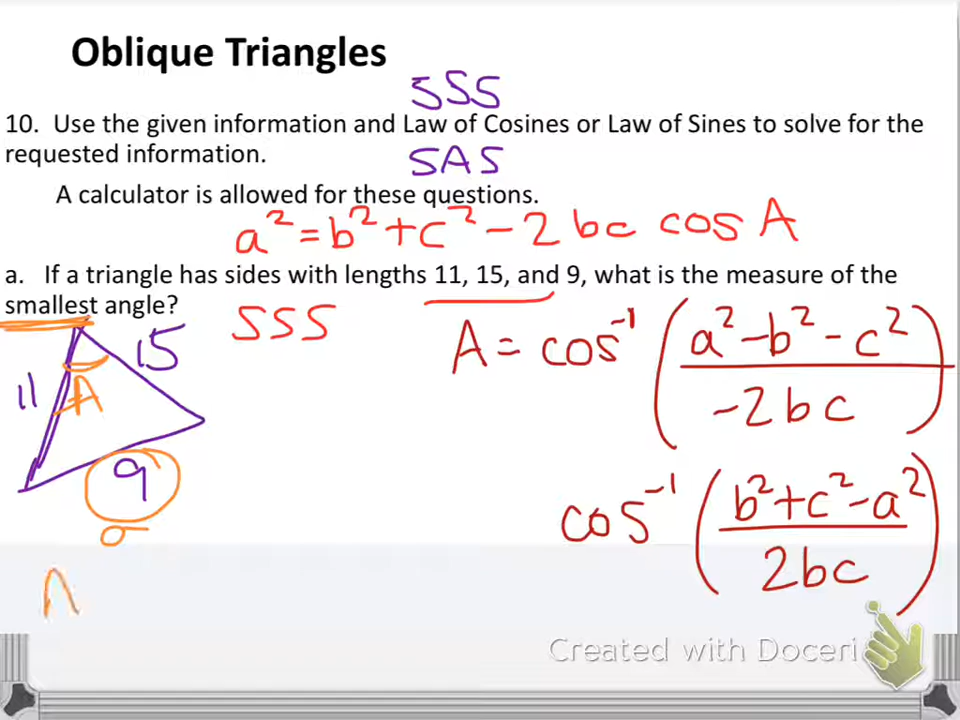 Oblique Triangles
SSS
10. Use the given information and Law of Cosines or Law of Sines to solve for the
requested information.
SAS
A calculator is allowed for these questions.
a² = b² + c² - 2bc cos A
a. If a triangle has sides with lengths 11, 15, and 9, what is the measure of the
smallest angle?
SSS
A = cos⁻¹ (a² - b² - c² / -2bc)
15
11
A
9
a
cos⁻¹ (b² + c² - a² / 2bc)
Created with Doceri